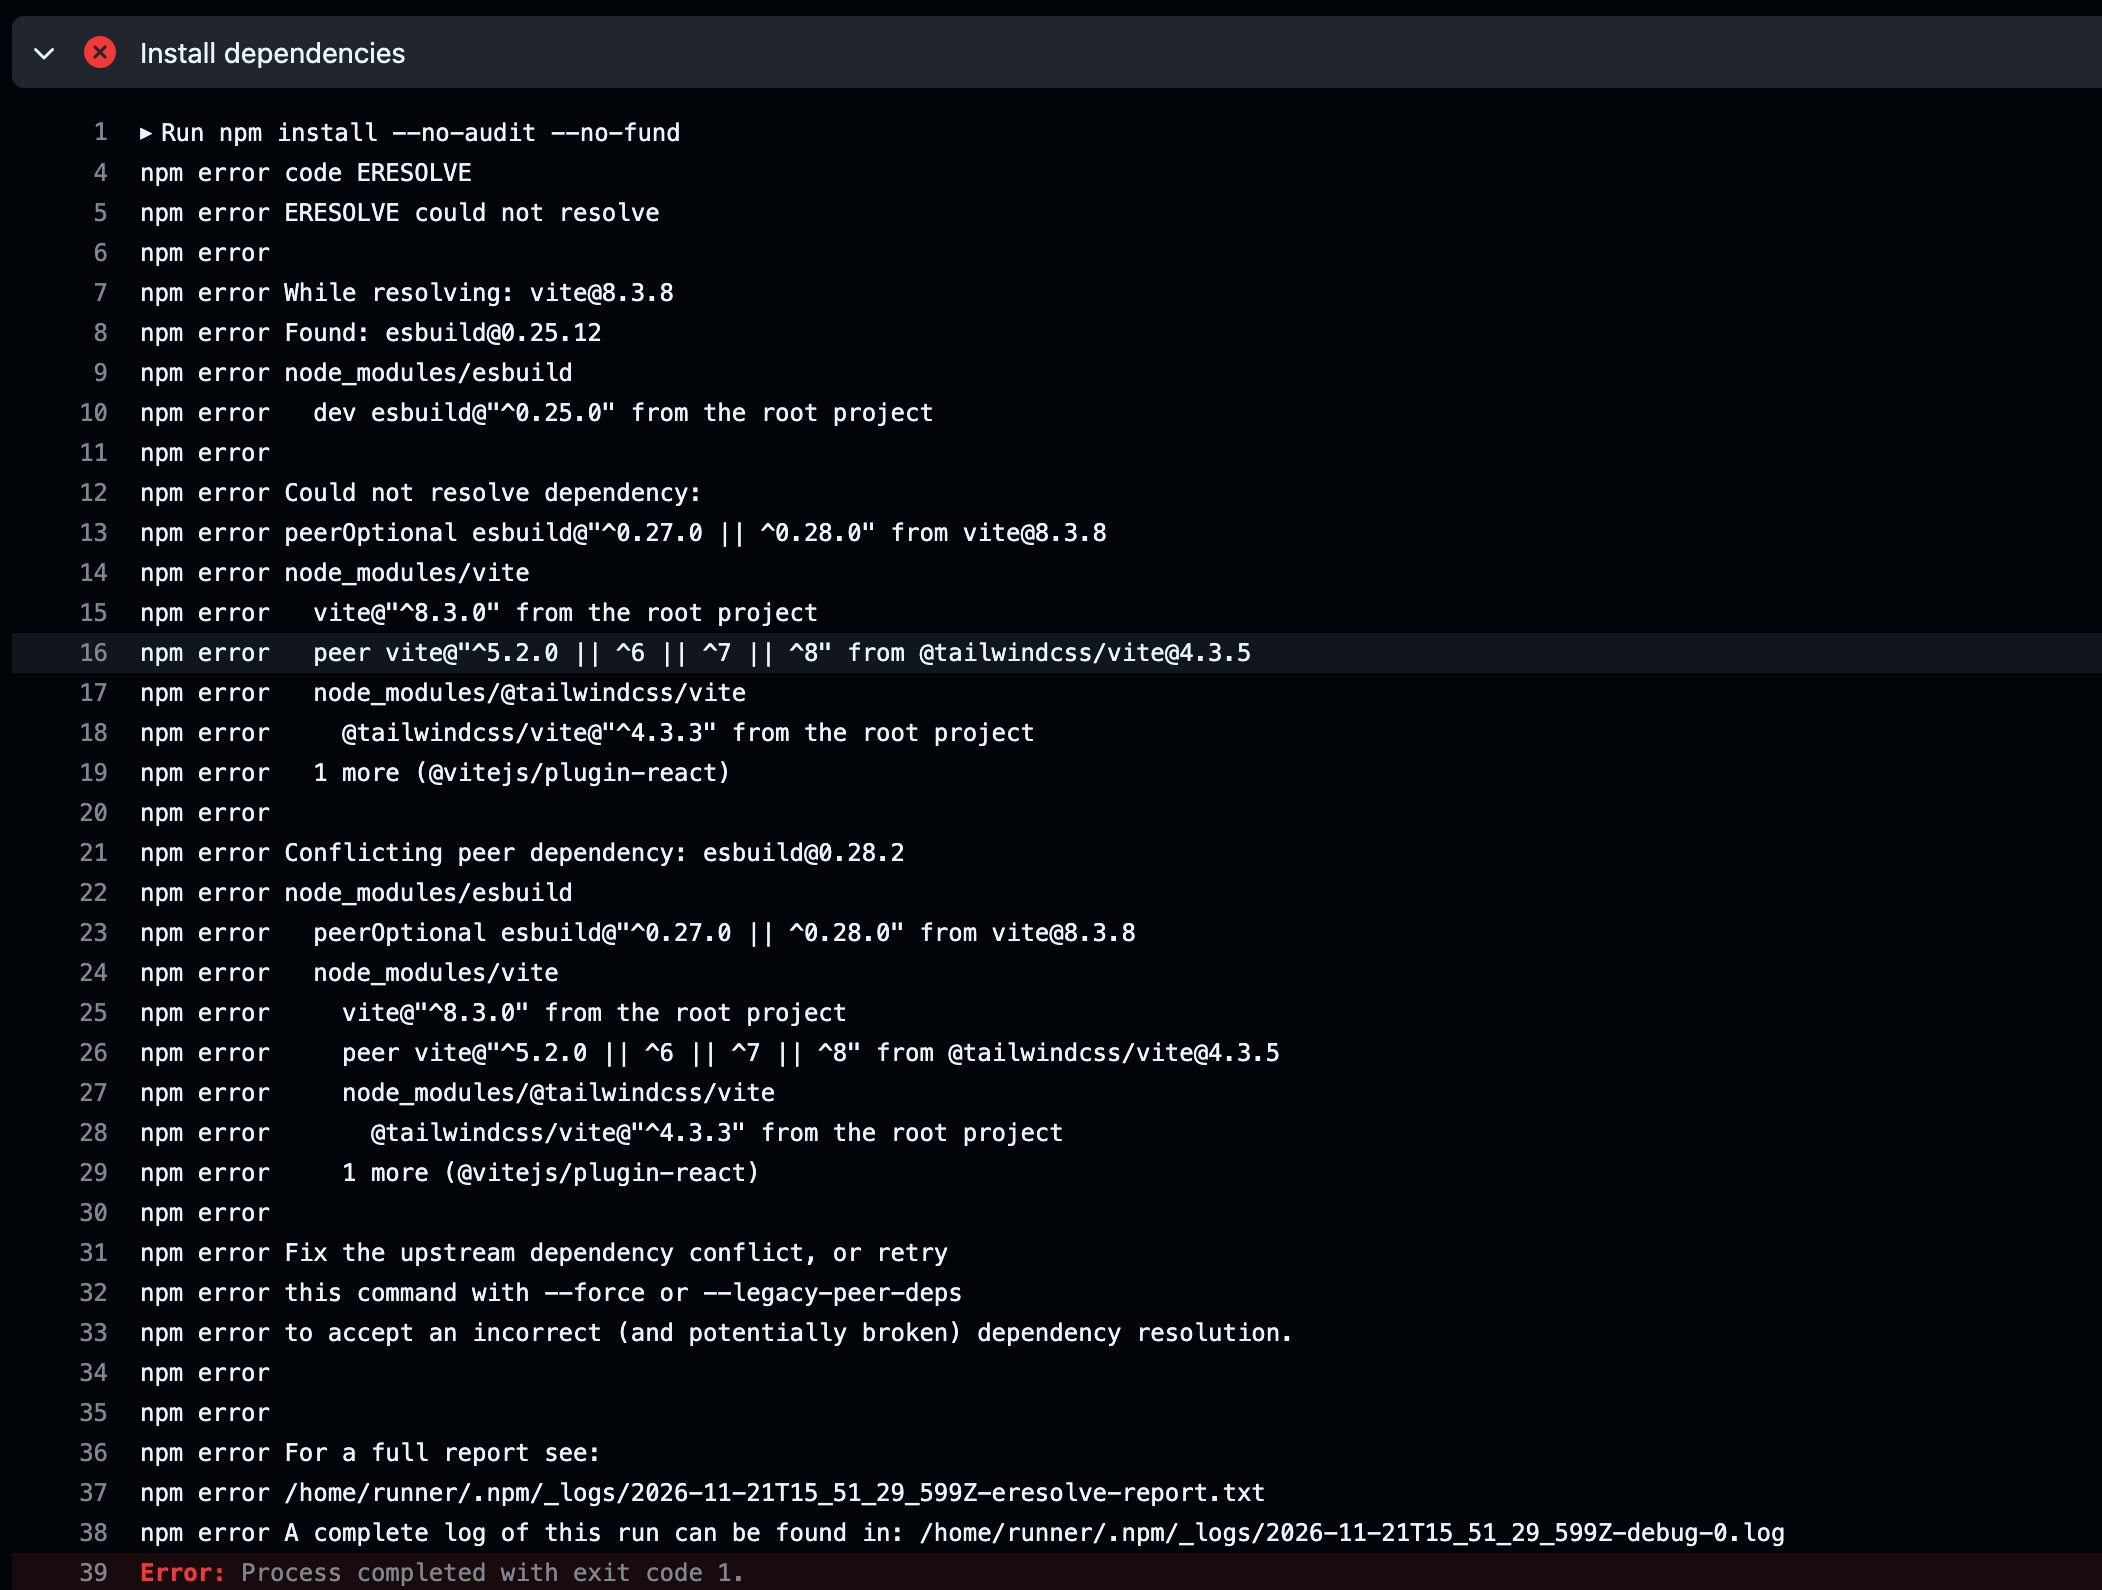 Install dependencies
1 ▶ Run npm install --no-audit --no-fund
4 npm error code ERESOLVE
5 npm error ERESOLVE could not resolve
6 npm error
7 npm error While resolving: vite@8.3.8
8 npm error Found: esbuild@0.25.12
9 npm error node_modules/esbuild
10 npm error   dev esbuild@"^0.25.0" from the root project
11 npm error
12 npm error Could not resolve dependency:
13 npm error peerOptional esbuild@"^0.27.0 || ^0.28.0" from vite@8.3.8
14 npm error node_modules/vite
15 npm error   vite@"^8.3.0" from the root project
16 npm error   peer vite@"^5.2.0 || ^6 || ^7 || ^8" from @tailwindcss/vite@4.3.5
17 npm error   node_modules/@tailwindcss/vite
18 npm error     @tailwindcss/vite@"^4.3.3" from the root project
19 npm error   1 more (@vitejs/plugin-react)
20 npm error
21 npm error Conflicting peer dependency: esbuild@0.28.2
22 npm error node_modules/esbuild
23 npm error   peerOptional esbuild@"^0.27.0 || ^0.28.0" from vite@8.3.8
24 npm error   node_modules/vite
25 npm error     vite@"^8.3.0" from the root project
26 npm error     peer vite@"^5.2.0 || ^6 || ^7 || ^8" from @tailwindcss/vite@4.3.5
27 npm error     node_modules/@tailwindcss/vite
28 npm error       @tailwindcss/vite@"^4.3.3" from the root project
29 npm error     1 more (@vitejs/plugin-react)
30 npm error
31 npm error Fix the upstream dependency conflict, or retry
32 npm error this command with --force or --legacy-peer-deps
33 npm error to accept an incorrect (and potentially broken) dependency resolution.
34 npm error
35 npm error
36 npm error For a full report see:
37 npm error /home/runner/.npm/_logs/2026-11-21T15_51_29_599Z-eresolve-report.txt
38 npm error A complete log of this run can be found in: /home/runner/.npm/_logs/2026-11-21T15_51_29_599Z-debug-0.log
39 Error: Process completed with exit code 1.